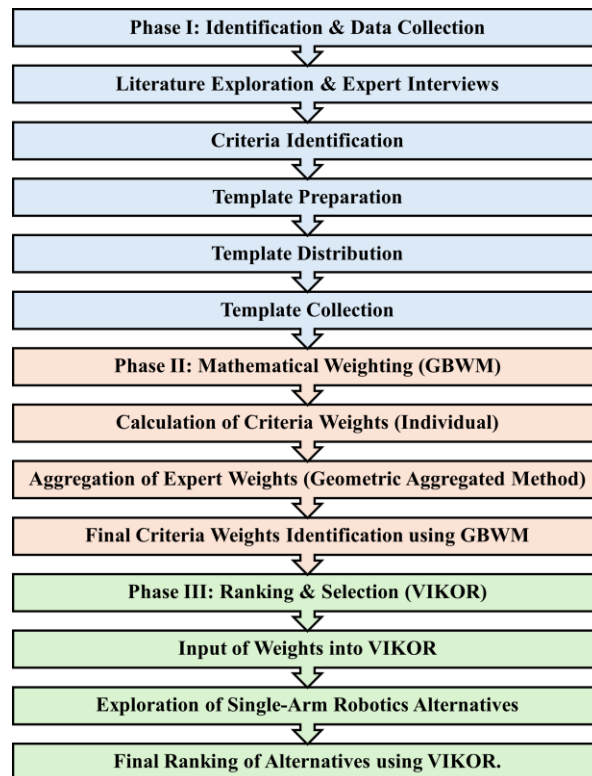 Phase I: Identification & Data Collection
Literature Exploration & Expert Interviews
Criteria Identification
Template Preparation
Template Distribution
Template Collection
Phase II: Mathematical Weighting (GBWM)
Calculation of Criteria Weights (Individual)
Aggregation of Expert Weights (Geometric Aggregated Method)
Final Criteria Weights Identification using GBWM
Phase III: Ranking & Selection (VIKOR)
Input of Weights into VIKOR
Exploration of Single-Arm Robotics Alternatives
Final Ranking of Alternatives using VIKOR.